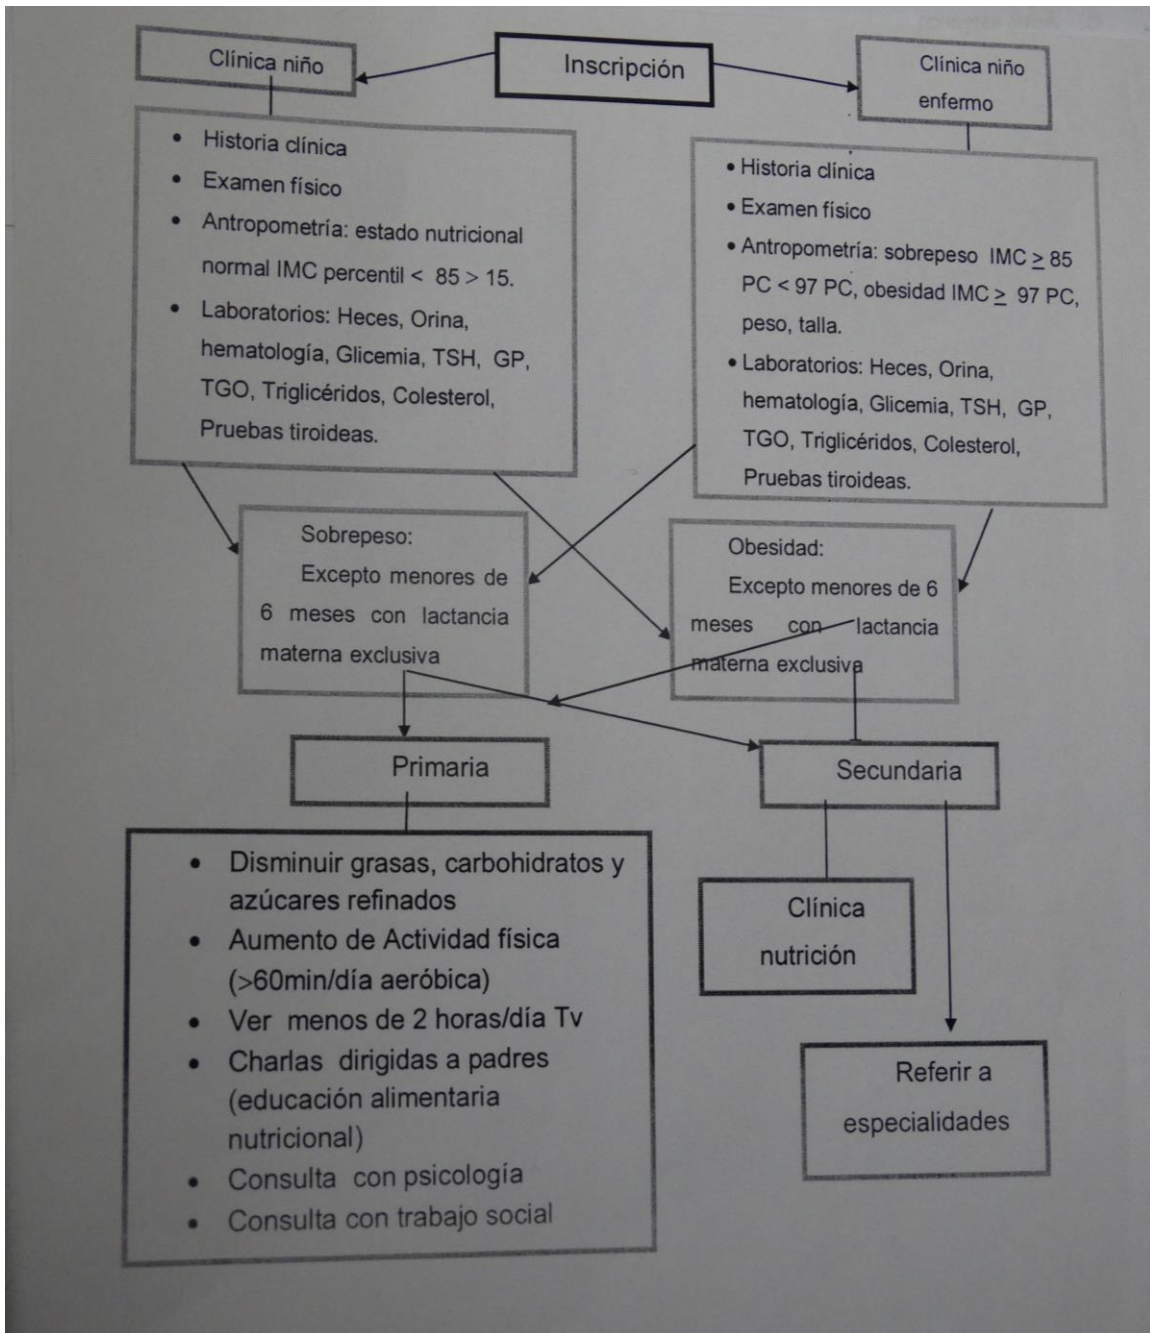 Clínica niño
Inscripción
Clínica niño
enfermo
• Historia clínica
• Examen físico
• Antropometría: estado nutricional
normal IMC percentil < 85 > 15.
• Laboratorios: Heces, Orina,
hematología, Glicemia, TSH, GP,
TGO, Triglicéridos, Colesterol,
Pruebas tiroideas.
• Historia clínica
• Examen físico
• Antropometría: sobrepeso IMC ≥ 85
PC < 97 PC, obesidad IMC ≥ 97 PC,
peso, talla.
• Laboratorios: Heces, Orina,
hematología, Glicemia, TSH, GP,
TGO, Triglicéridos, Colesterol,
Pruebas tiroideas.
Sobrepeso:
Excepto menores de
6 meses con lactancia
materna exclusiva
Obesidad:
Excepto menores de 6
meses con lactancia
materna exclusiva
Primaria
Secundaria
• Disminuir grasas, carbohidratos y
azúcares refinados
• Aumento de Actividad física
(>60min/día aeróbica)
• Ver menos de 2 horas/día Tv
• Charlas dirigidas a padres
(educación alimentaria
nutricional)
• Consulta con psicología
• Consulta con trabajo social
Clínica
nutrición
Referir a
especialidades